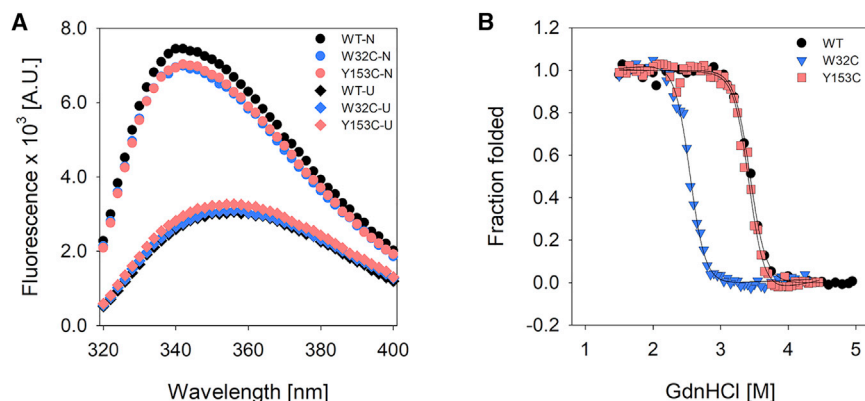 A
Fluorescence x 10³ [A.U.]
8.0
6.0
4.0
2.0
0.0
320
340
360
380
400
Wavelength [nm]
WT-N
W32C-N
Y153C-N
WT-U
W32C-U
Y153C-U
B
Fraction folded
1.2
1.0
0.8
0.6
0.4
0.2
0.0
-0.2
1
2
3
4
5
GdnHCl [M]
WT
W32C
Y153C